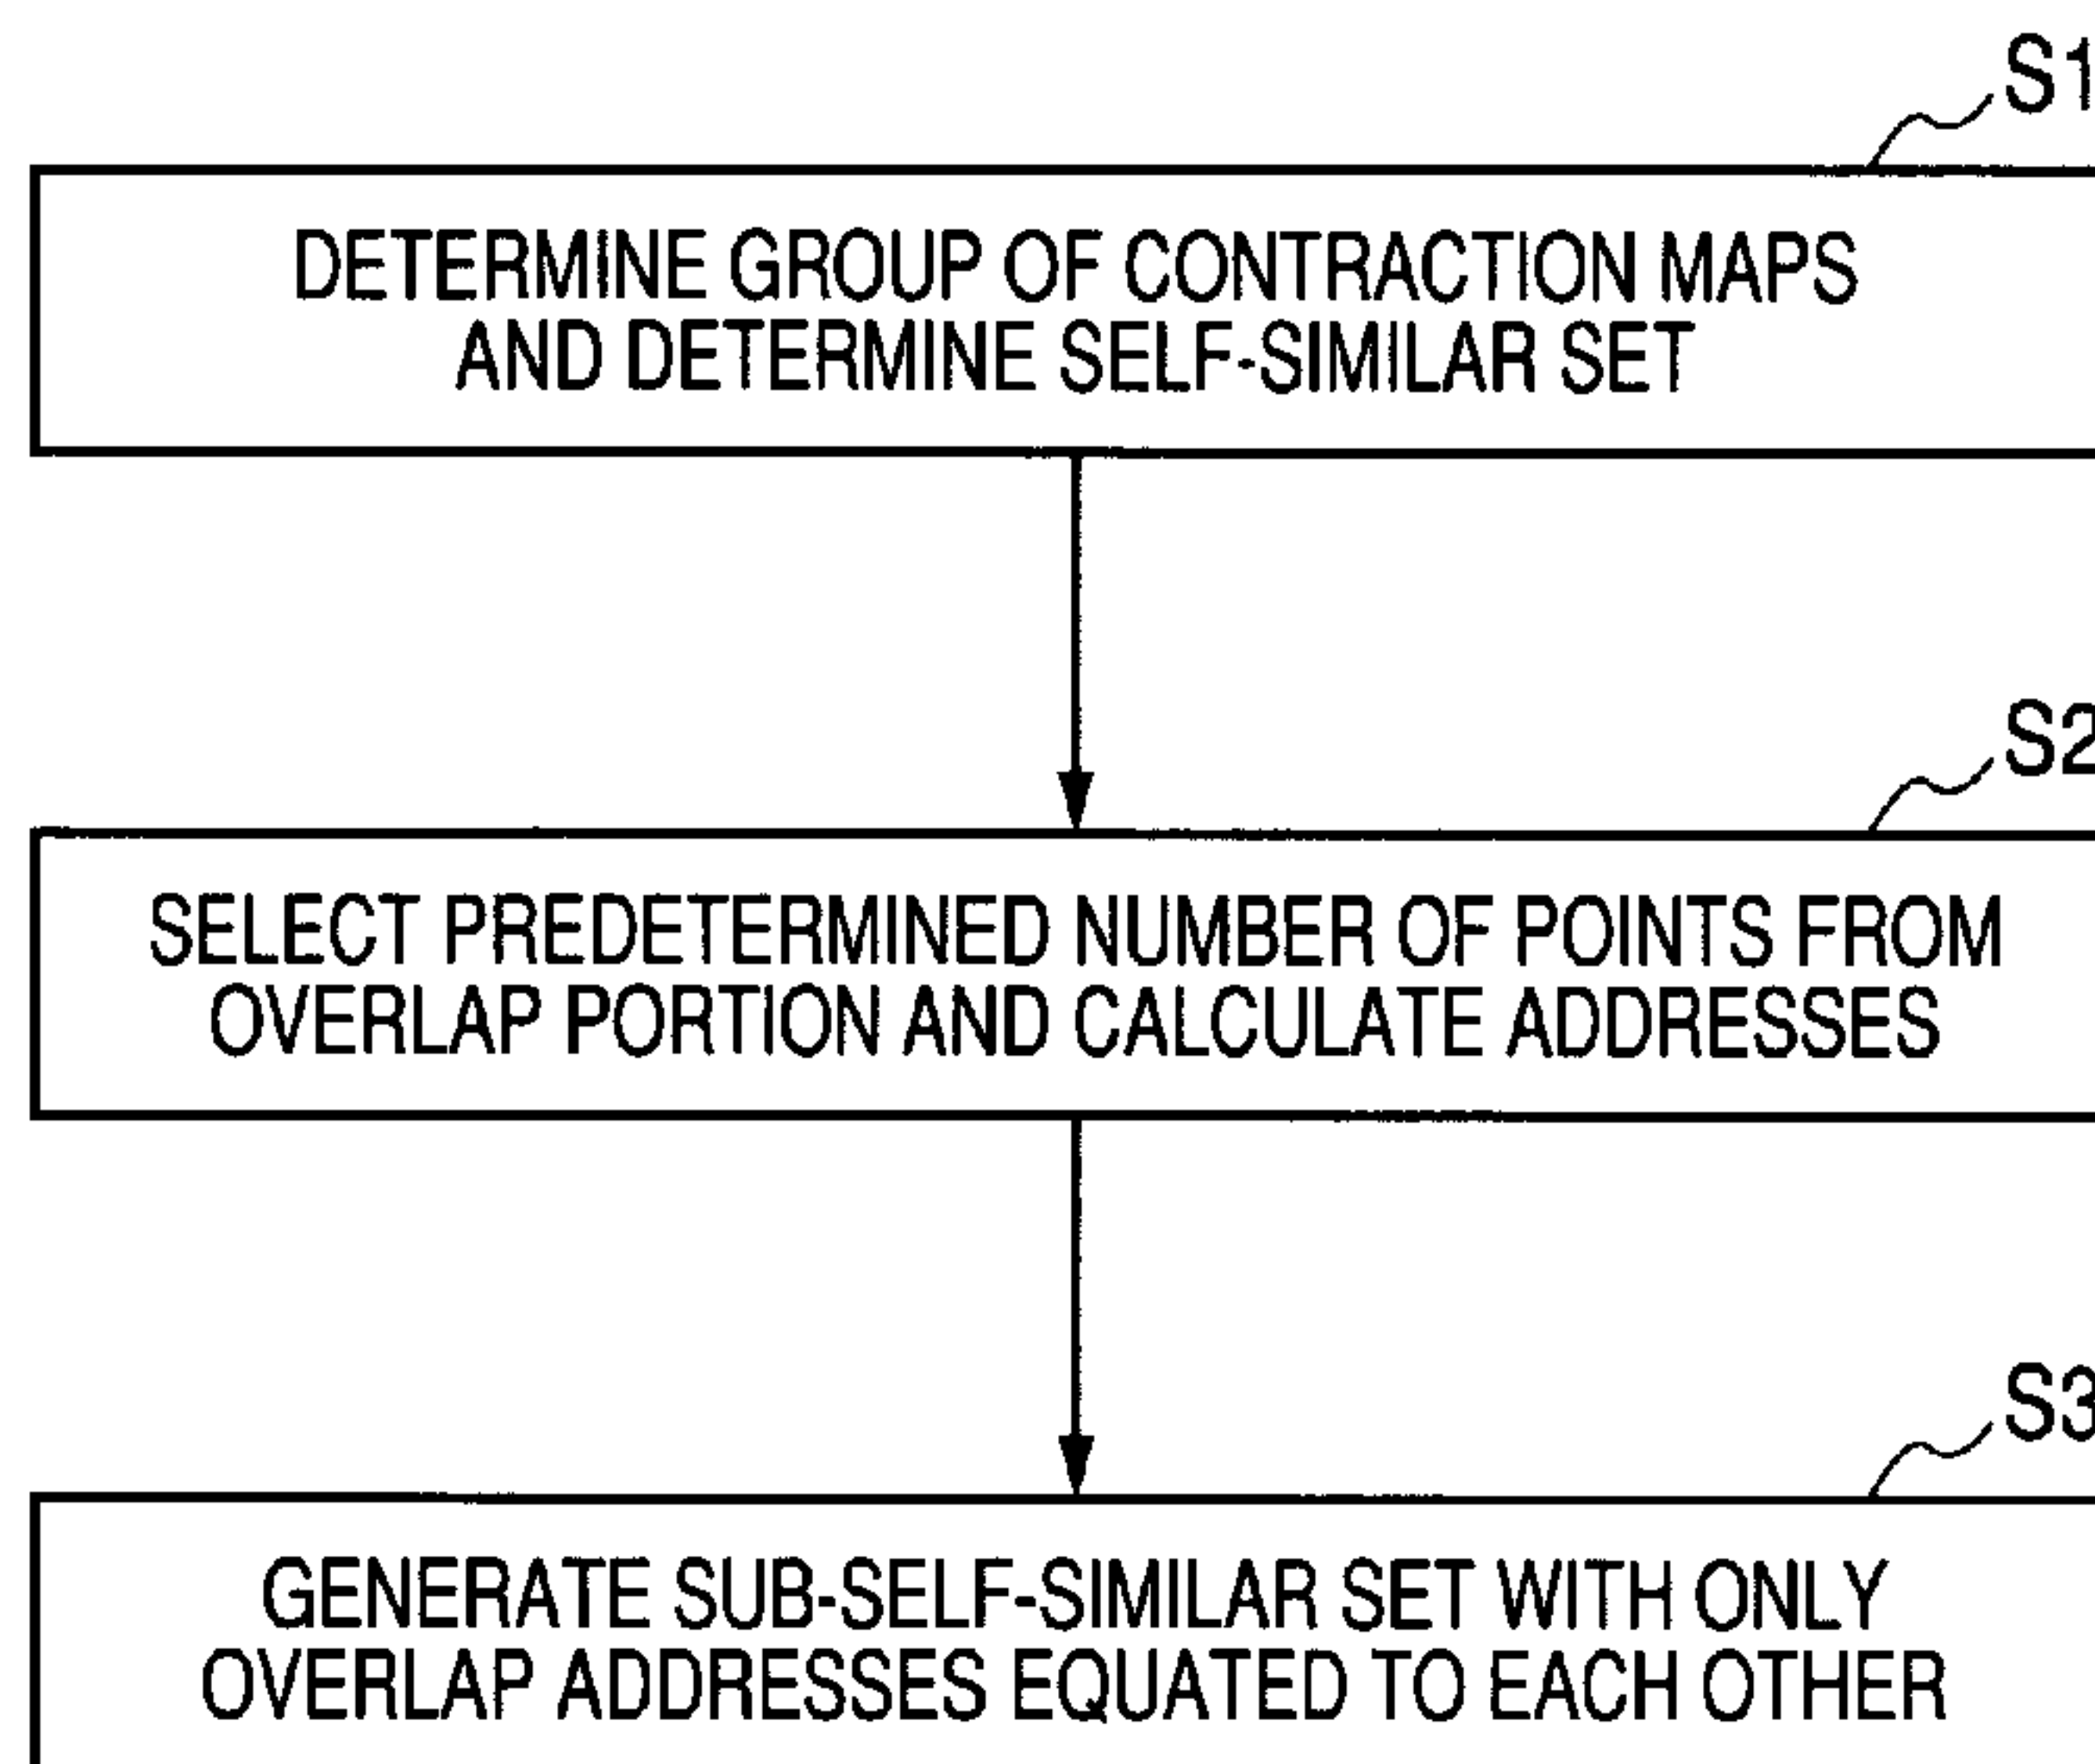 S1
DETERMINE GROUP OF CONTRACTION MAPS
AND DETERMINE SELF-SIMILAR SET
S2
SELECT PREDETERMINED NUMBER OF POINTS FROM
OVERLAP PORTION AND CALCULATE ADDRESSES
S3
GENERATE SUB-SELF-SIMILAR SET WITH ONLY
OVERLAP ADDRESSES EQUATED TO EACH OTHER